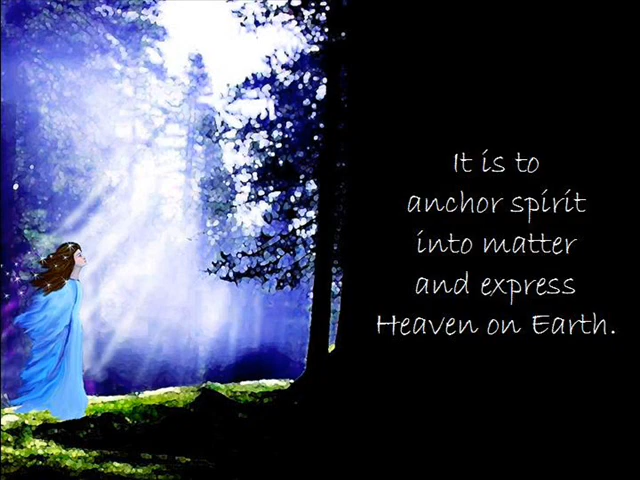 It is to
anchor spirit
into matter
and express
Heaven on Earth.